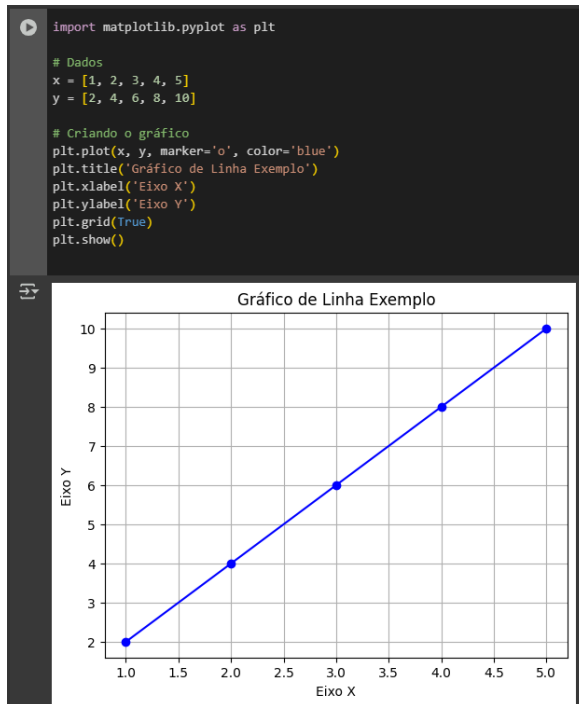 import matplotlib.pyplot as plt
# Dados
x = [1, 2, 3, 4, 5]
y = [2, 4, 6, 8, 10]
# Criando o gráfico
plt.plot(x, y, marker='o', color='blue')
plt.title('Gráfico de Linha Exemplo')
plt.xlabel('Eixo X')
plt.ylabel('Eixo Y')
plt.grid(True)
plt.show()
Gráfico de Linha Exemplo
10
9
8
7
6
5
4
3
2
Eixo Y
1.0 1.5 2.0 2.5 3.0 3.5 4.0 4.5 5.0
Eixo X